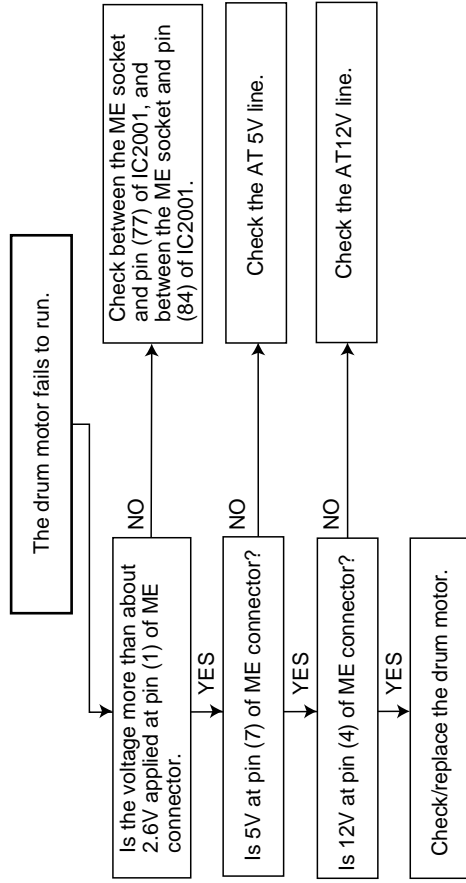 The drum motor fails to run.
Is the voltage more than about
2.6V applied at pin (1) of ME
connector.
NO
Check between the ME socket
and pin (77) of IC2001, and
between the ME socket and pin
(84) of IC2001.
YES
Is 5V at pin (7) of ME connector?
NO
Check the AT 5V line.
YES
Is 12V at pin (4) of ME connector?
NO
Check the AT12V line.
YES
Check/replace the drum motor.